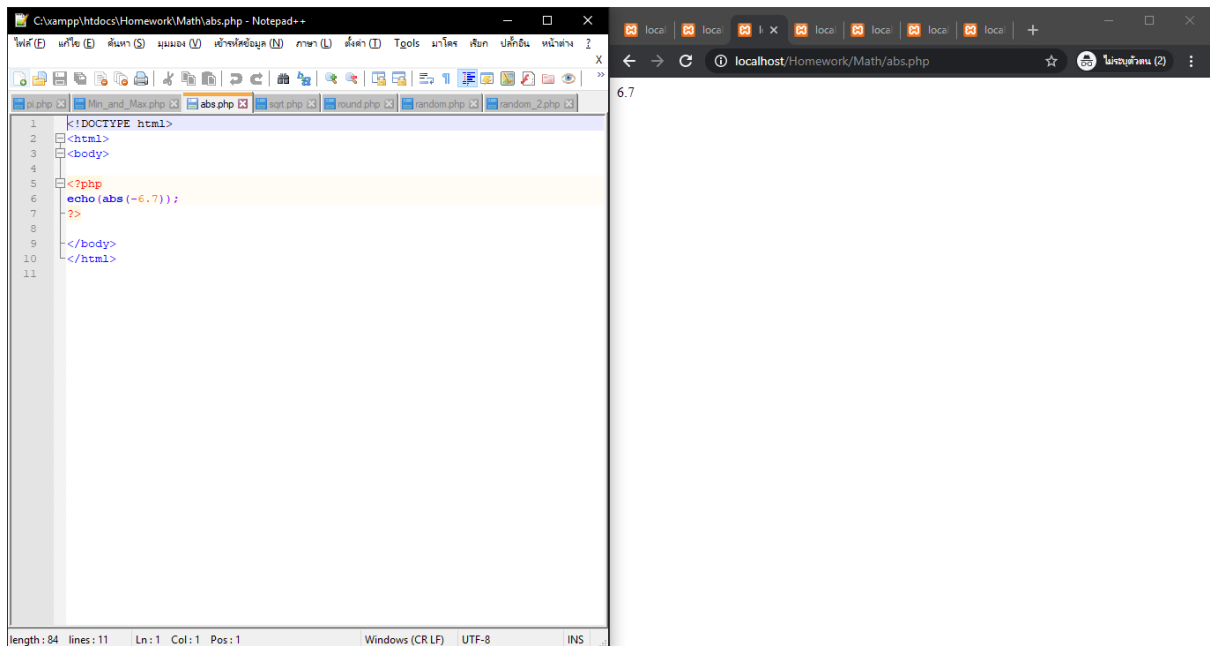 C:\xampp\htdocs\Homework\Math\abs.php - Notepad++
ไฟล์ (F) แก้ไข (E) ค้นหา (S) มุมมอง (V) เข้ารหัสข้อมูล (N) ภาษา (L) ตั้งค่า (T) Tools มาโคร เรียก ปลั๊กอิน หน้าต่าง ?
X
pi.php Min_and_Max.php abs.php sqrt.php round.php random.php random_2.php
1 <!DOCTYPE html>
2 <html>
3 <body>
4
5 <?php
6 echo(abs(-6.7));
7 ?>
8
9 </body>
10 </html>
11
length : 84 lines : 11 Ln : 1 Col : 1 Pos : 1 Windows (CR LF) UTF-8 INS
local local l local local local local
localhost/Homework/Math/abs.php ไม่ระบุตัวตน (2)
6.7